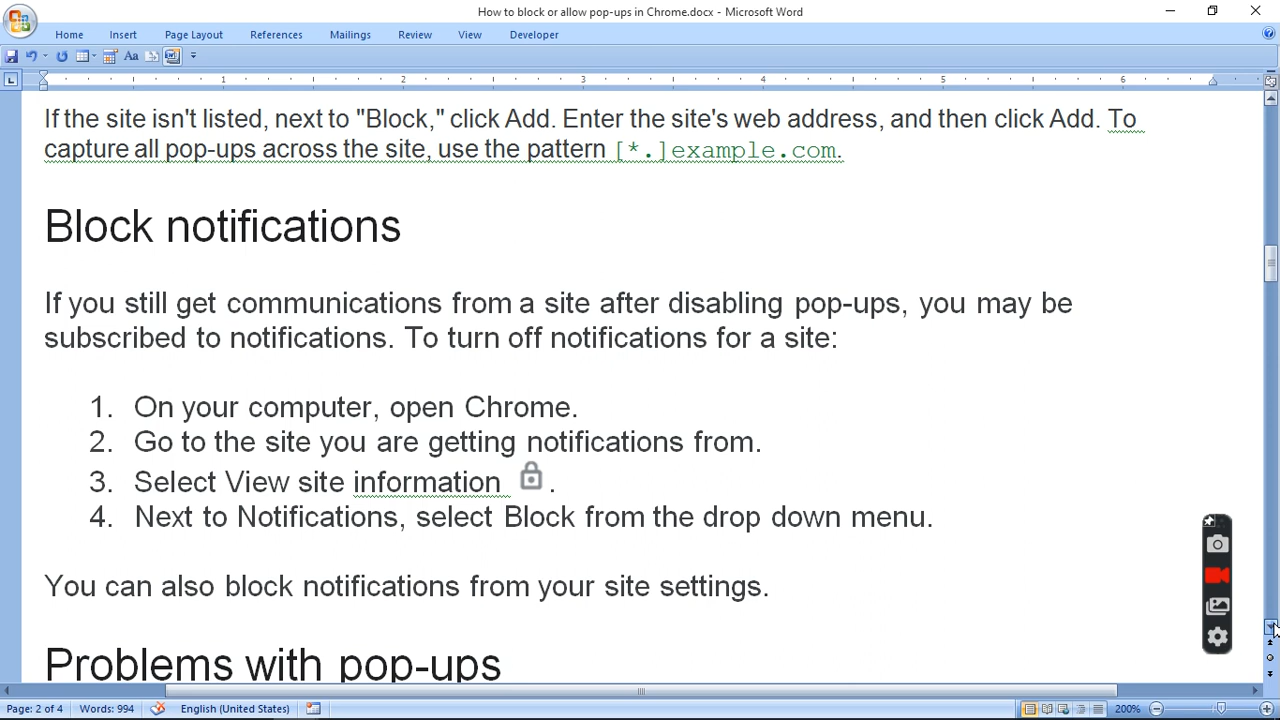 How to block or allow pop-ups in Chrome.docx - Microsoft Word
Home Insert Page Layout References Mailings Review View Developer
Aa
1 2 3 4 5 6
If the site isn't listed, next to "Block," click Add. Enter the site's web address, and then click Add. To
capture all pop-ups across the site, use the pattern [*.]example.com.
Block notifications
If you still get communications from a site after disabling pop-ups, you may be
subscribed to notifications. To turn off notifications for a site:
1. On your computer, open Chrome.
2. Go to the site you are getting notifications from.
3. Select View site information .
4. Next to Notifications, select Block from the drop down menu.
You can also block notifications from your site settings.
Problems with pop-ups
Page: 2 of 4 Words: 994 English (United States) 200%